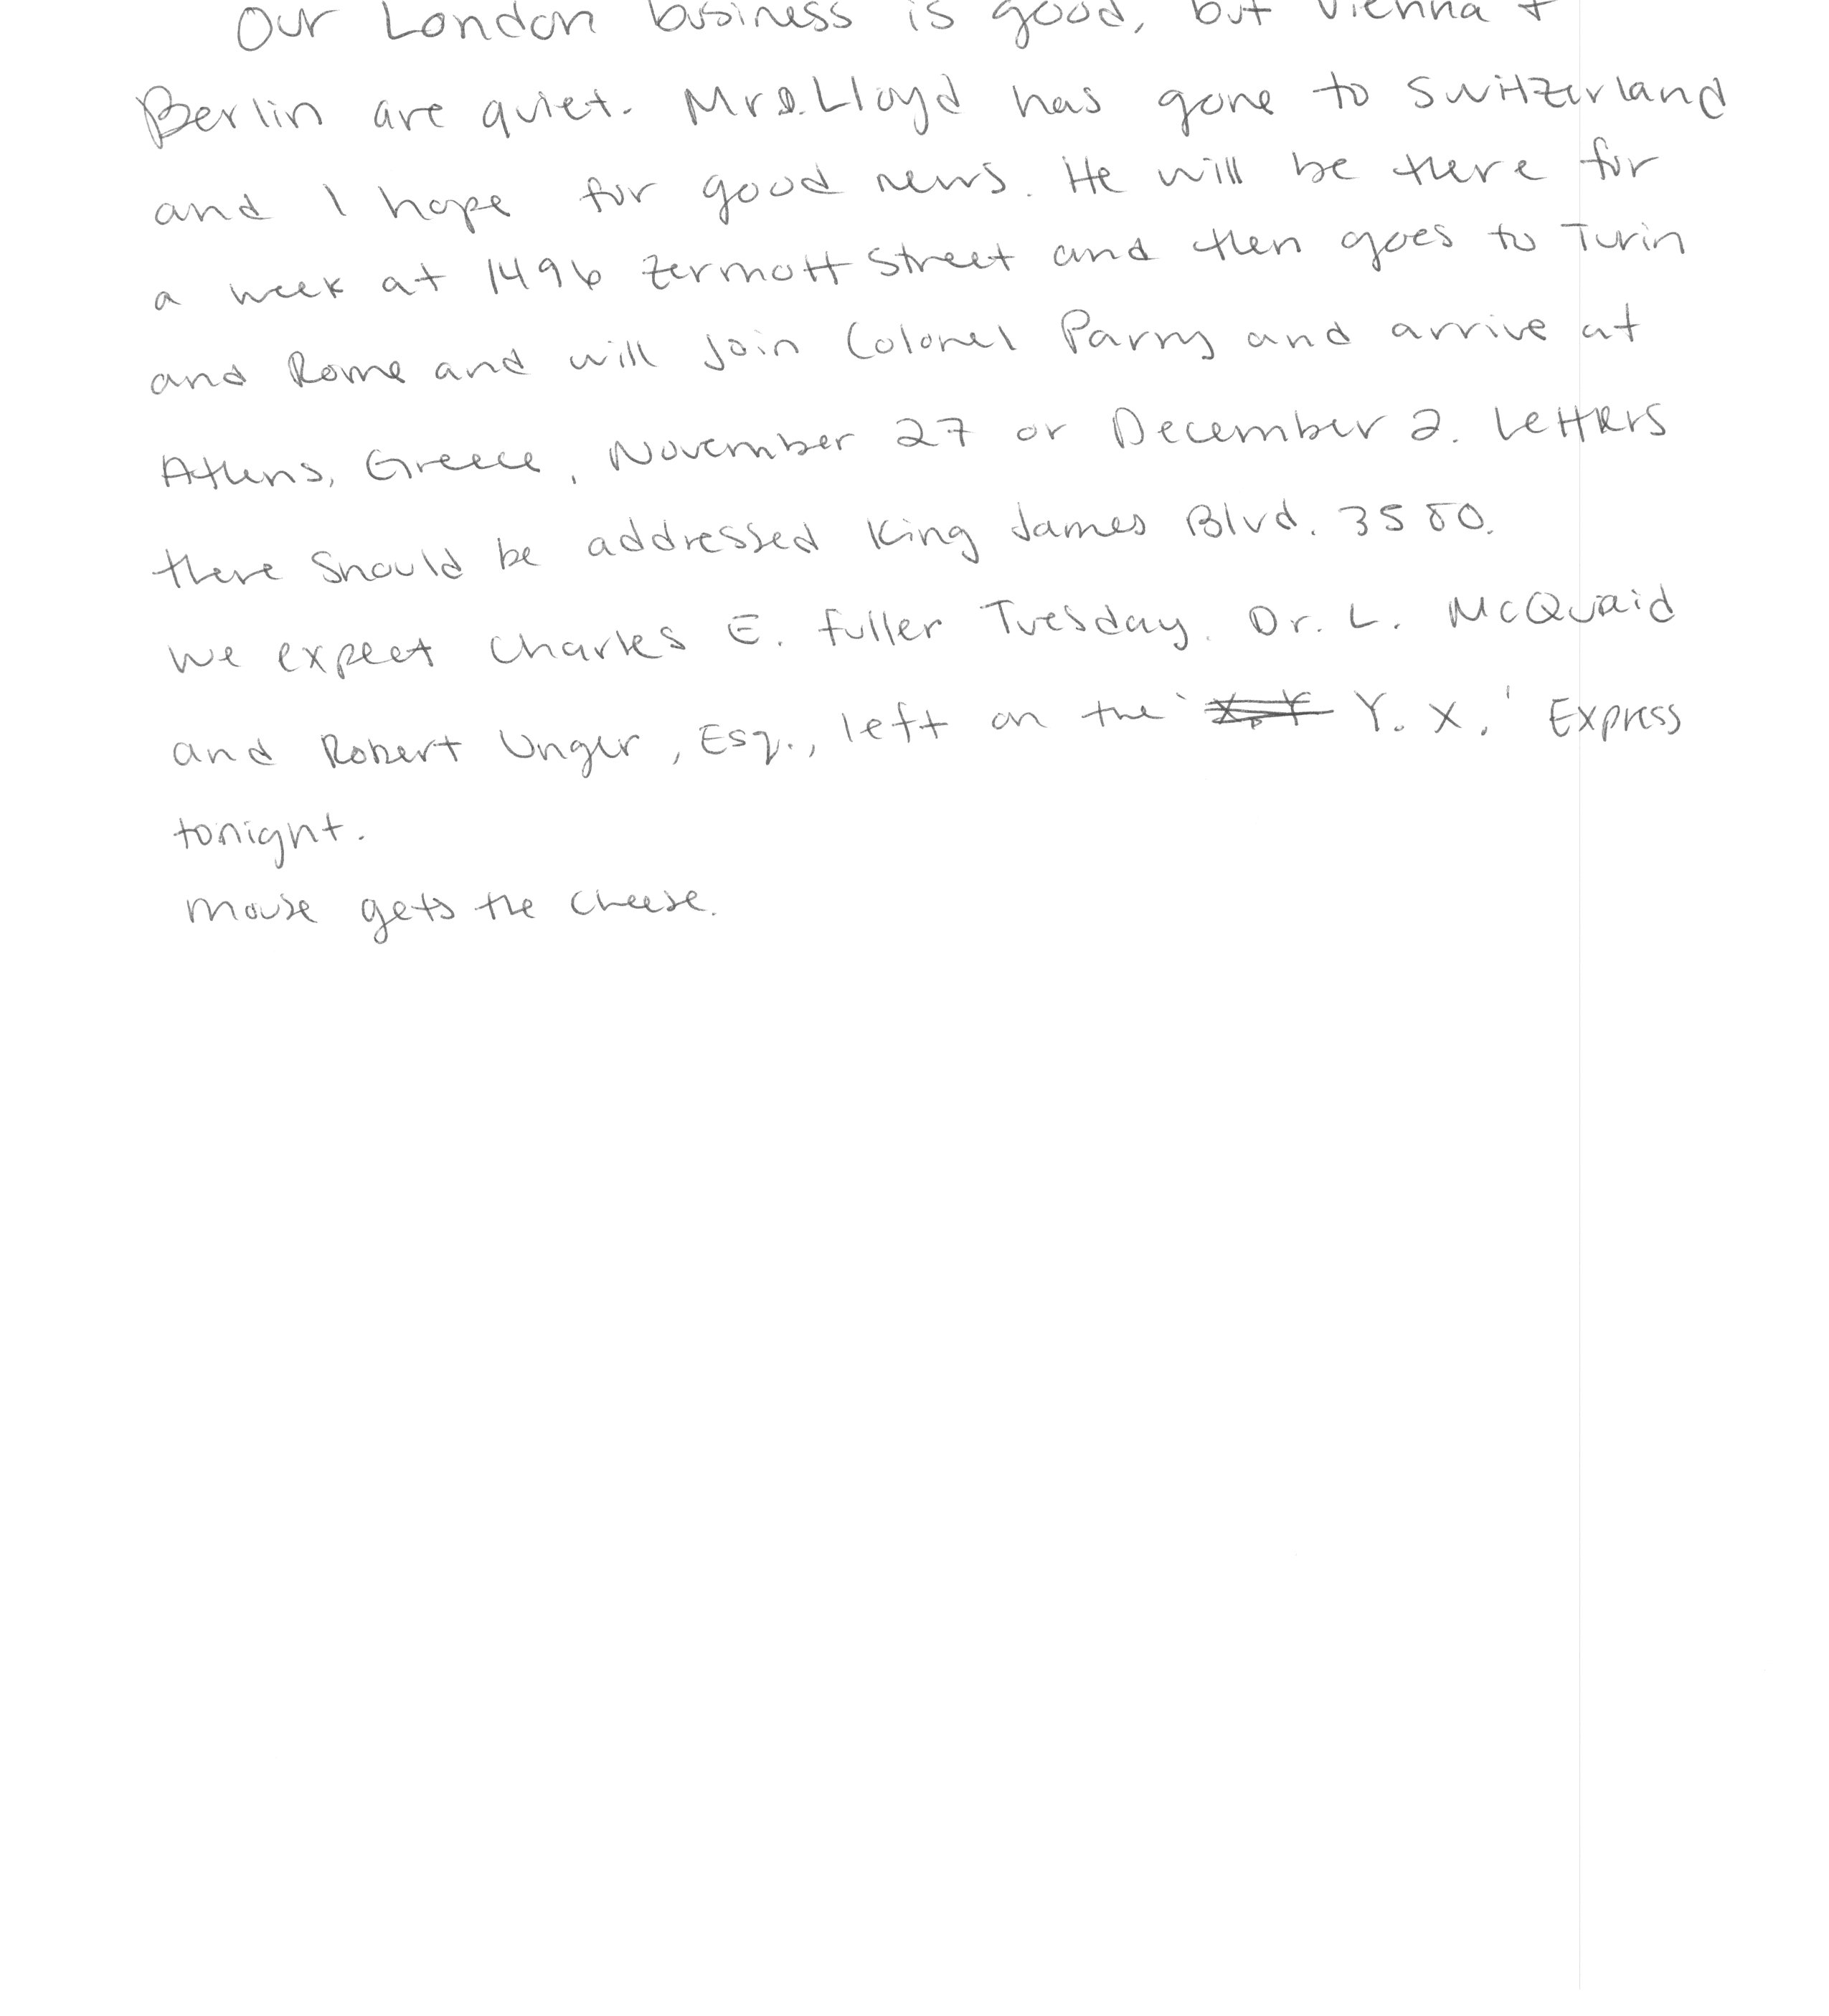 Our London business is good, but Vienna +
Berlin are quiet. Mr D. Lloyd has gone to Switzerland
and I hope for good news. He will be there for
a week at 1496 Zermott Street and then goes to Turin
and Rome and will join Colonel Parry and arrive at
Athens, Greece, November 27 or December 2. Letters
there should be addressed King James Blvd. 3580.
We expect Charles E. Fuller Tuesday. Dr. L. McQuaid
and Robert Unger, Esq., left on the ' Y. X.' Express
tonight.
Mouse gets the cheese.